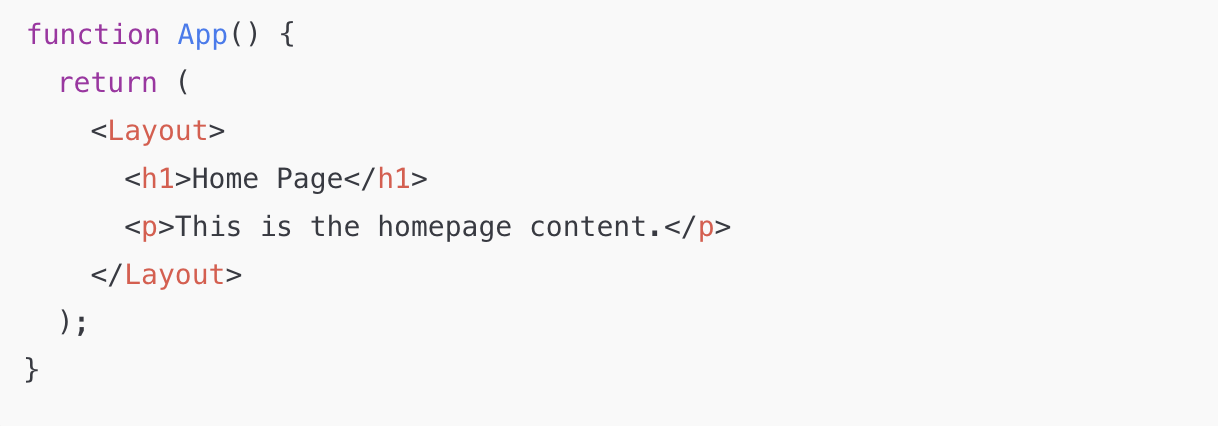 function App() {
  return (
    <Layout>
      <h1>Home Page</h1>
      <p>This is the homepage content.</p>
    </Layout>
  );
}